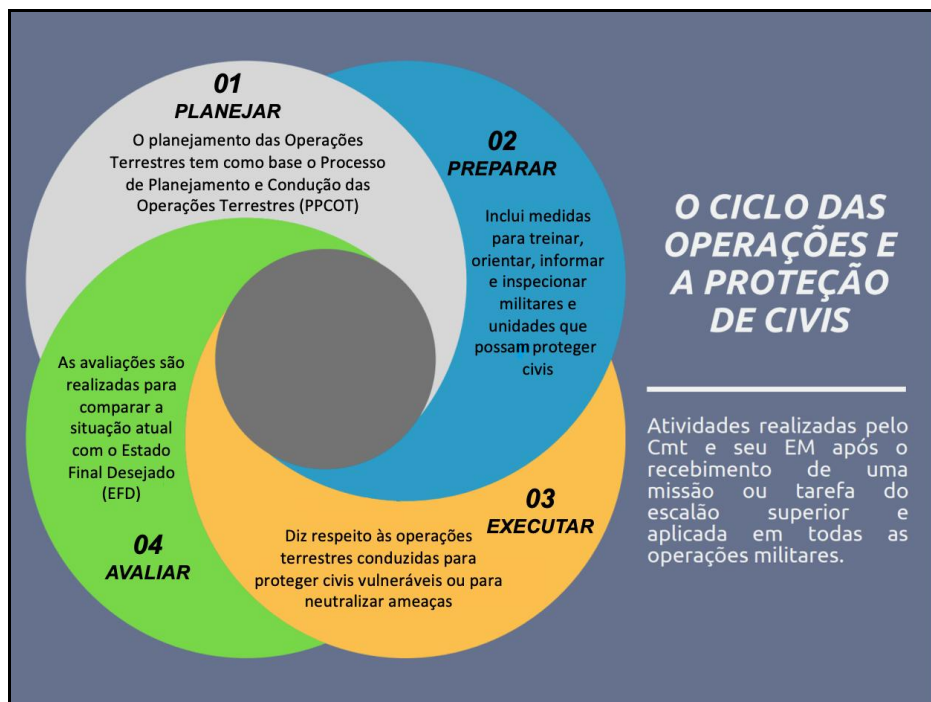 01
PLANEJAR
O planejamento das Operações
Terrestres tem como base o Processo
de Planejamento e Condução das
Operações Terrestres (PPCOT)
02
PREPARAR
Inclui medidas
para treinar,
orientar, informar
e inspecionar
militares e
unidades que
possam proteger
civis
03
EXECUTAR
Diz respeito às operações
terrestres conduzidas para
proteger civis vulneráveis ou para
neutralizar ameaças
As avaliações são
realizadas para
comparar a
situação atual
com o Estado
Final Desejado
(EFD)
04
AVALIAR
O CICLO DAS
OPERAÇÕES E
A PROTEÇÃO
DE CIVIS
Atividades realizadas pelo
Cmt e seu EM após o
recebimento de uma
missão ou tarefa do
escalão superior e
aplicada em todas as
operações militares.